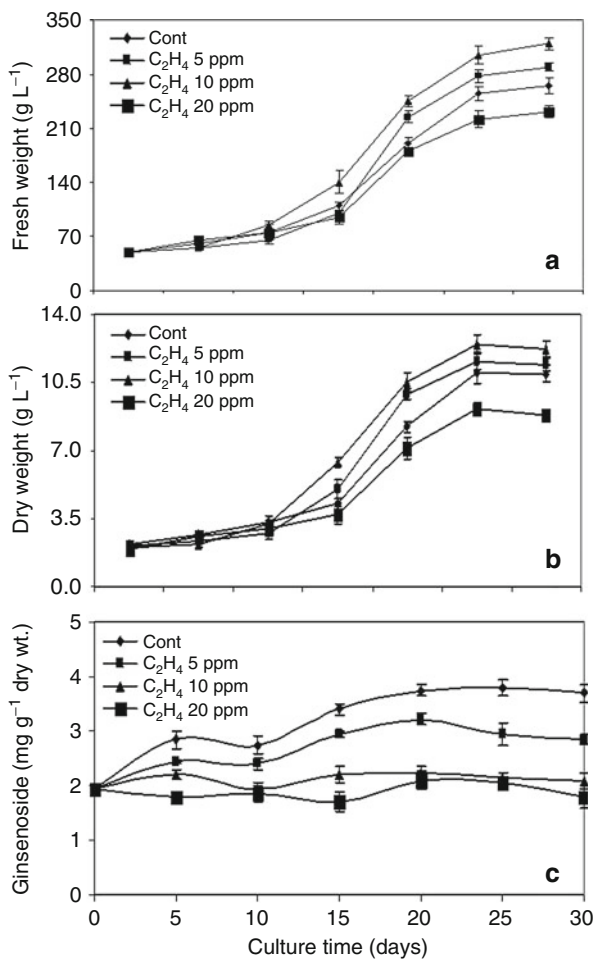 Fresh weight (g L⁻¹)
350
280
210
140
70
0
Cont
C₂H₄ 5 ppm
C₂H₄ 10 ppm
C₂H₄ 20 ppm
a
Dry weight (g L⁻¹)
14.0
10.5
7.0
3.5
0.0
Cont
C₂H₄ 5 ppm
C₂H₄ 10 ppm
C₂H₄ 20 ppm
b
Ginsenoside (mg g⁻¹ dry wt.)
5
4
3
2
1
0
Cont
C₂H₄ 5 ppm
C₂H₄ 10 ppm
C₂H₄ 20 ppm
c
0 5 10 15 20 25 30
Culture time (days)